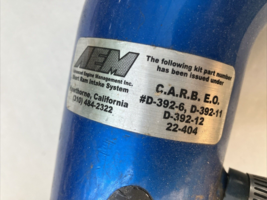 AEM
Advanced Engine Management Inc.
Short Ram Intake System
Hawthorne, California
(310) 484-2322
The following kit part number
has been issued under
C.A.R.B. E.O.
#D-392-6, D-392-11
D-392-12
22-404